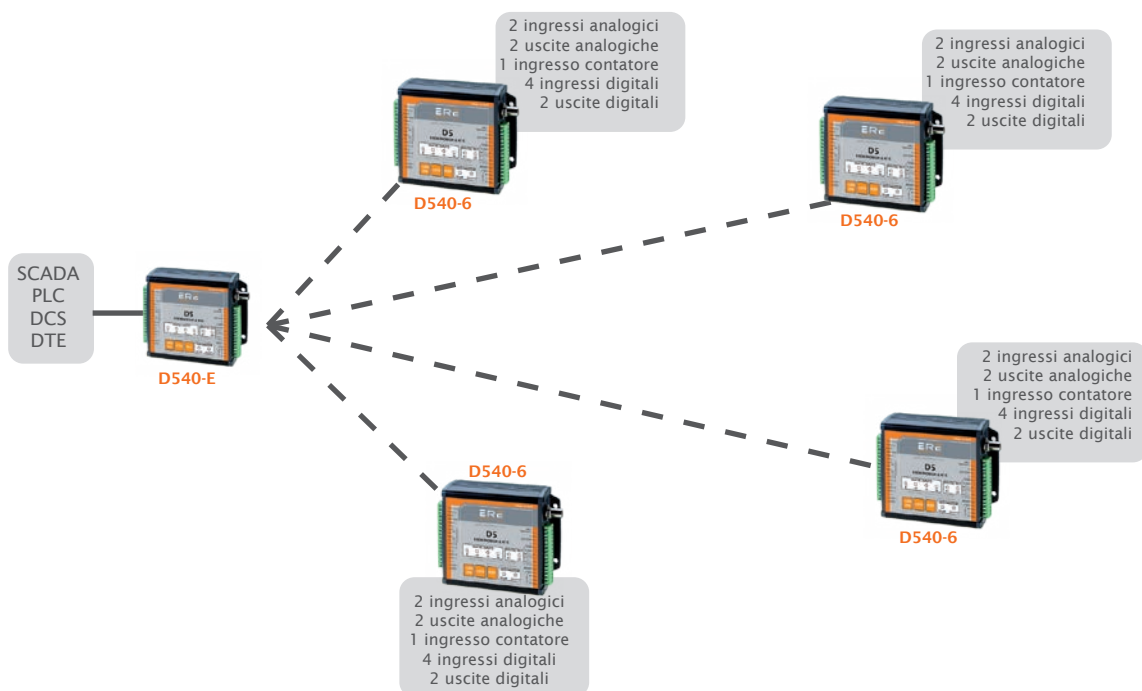 2 ingressi analogici
2 uscite analogiche
1 ingresso contatore
4 ingressi digitali
2 uscite digitali
D540-6
2 ingressi analogici
2 uscite analogiche
1 ingresso contatore
4 ingressi digitali
2 uscite digitali
D540-6
SCADA
PLC
DCS
DTE
D540-E
2 ingressi analogici
2 uscite analogiche
1 ingresso contatore
4 ingressi digitali
2 uscite digitali
D540-6
D540-6
2 ingressi analogici
2 uscite analogiche
1 ingresso contatore
4 ingressi digitali
2 uscite digitali